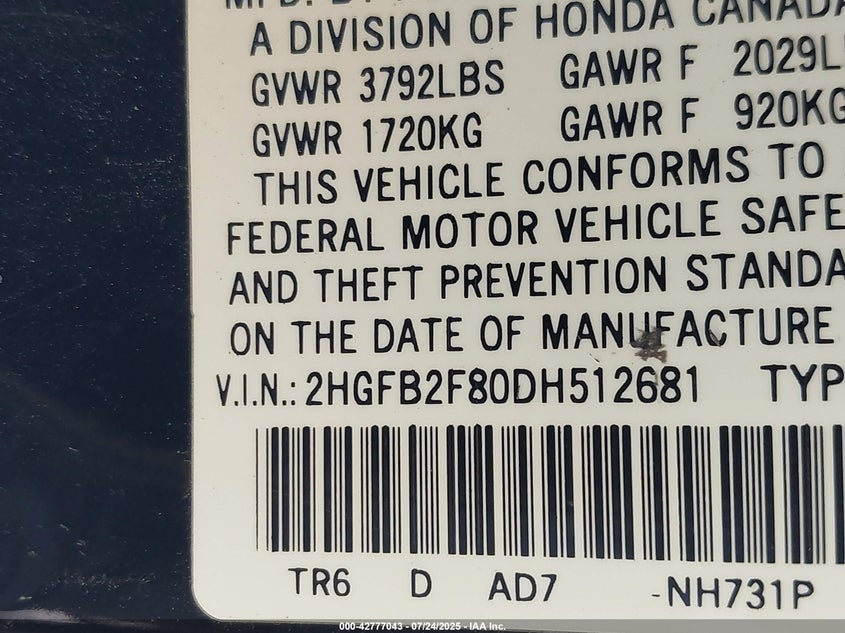 A DIVISION OF HONDA CANADA
GVWR 3792LBS GAWR F 2029L
GVWR 1720KG GAWR F 920KG
THIS VEHICLE CONFORMS TO
FEDERAL MOTOR VEHICLE SAFE
AND THEFT PREVENTION STANDA
ON THE DATE OF MANUFACTURE
V.I.N.: 2HGFB2F80DH512681 TYP
TR6 D AD7 -NH731P
000-42777043 - 07/24/2025 - IAA Inc.